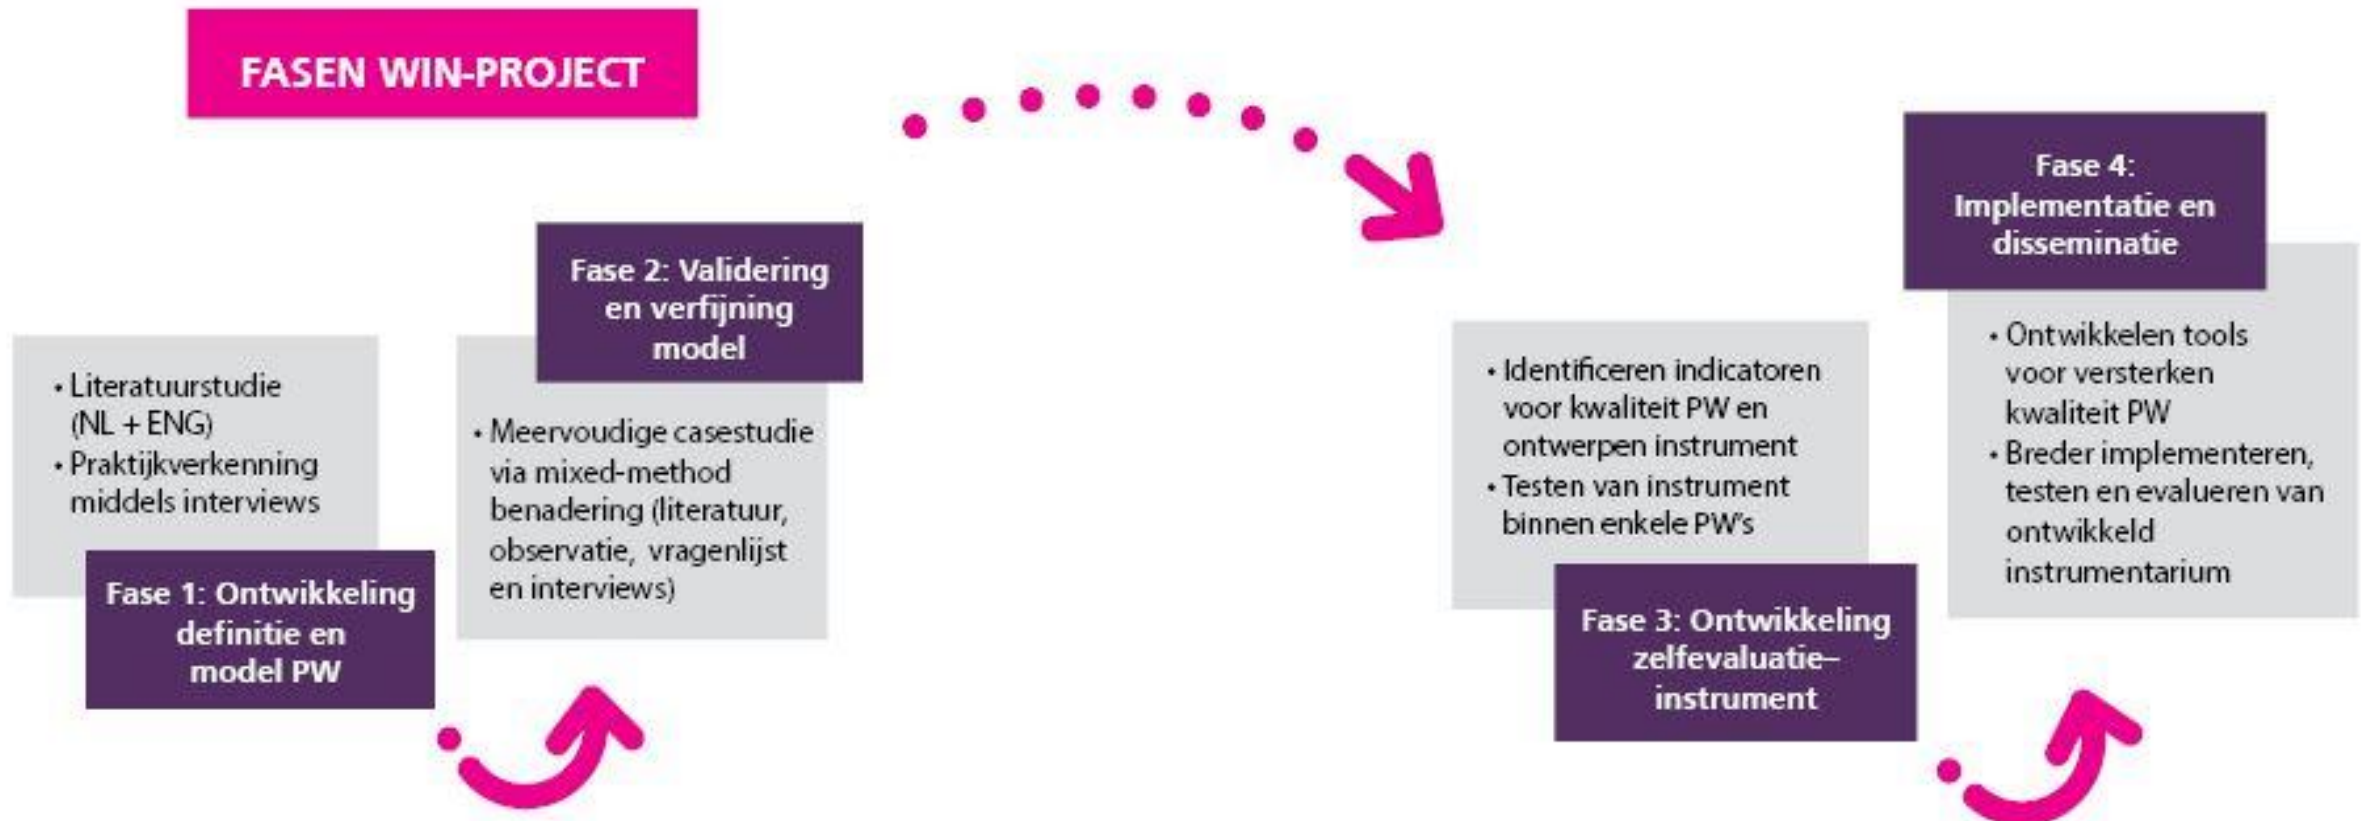 FASEN WIN-PROJECT
• Literatuurstudie
(NL + ENG)
• Praktijkverkenning
middels interviews
Fase 1: Ontwikkeling
definitie en
model PW
Fase 2: Validering
en verfijning
model
• Meervoudige casestudie
via mixed-method
benadering (literatuur,
observatie, vragenlijst
en interviews)
• Identificeren indicatoren
voor kwaliteit PW en
ontwerpen instrument
• Testen van instrument
binnen enkele PW's
Fase 3: Ontwikkeling
zelfevaluatie–
instrument
Fase 4:
Implementatie en
disseminatie
• Ontwikkelen tools
voor versterken
kwaliteit PW
• Breder implementeren,
testen en evalueren van
ontwikkeld
instrumentarium